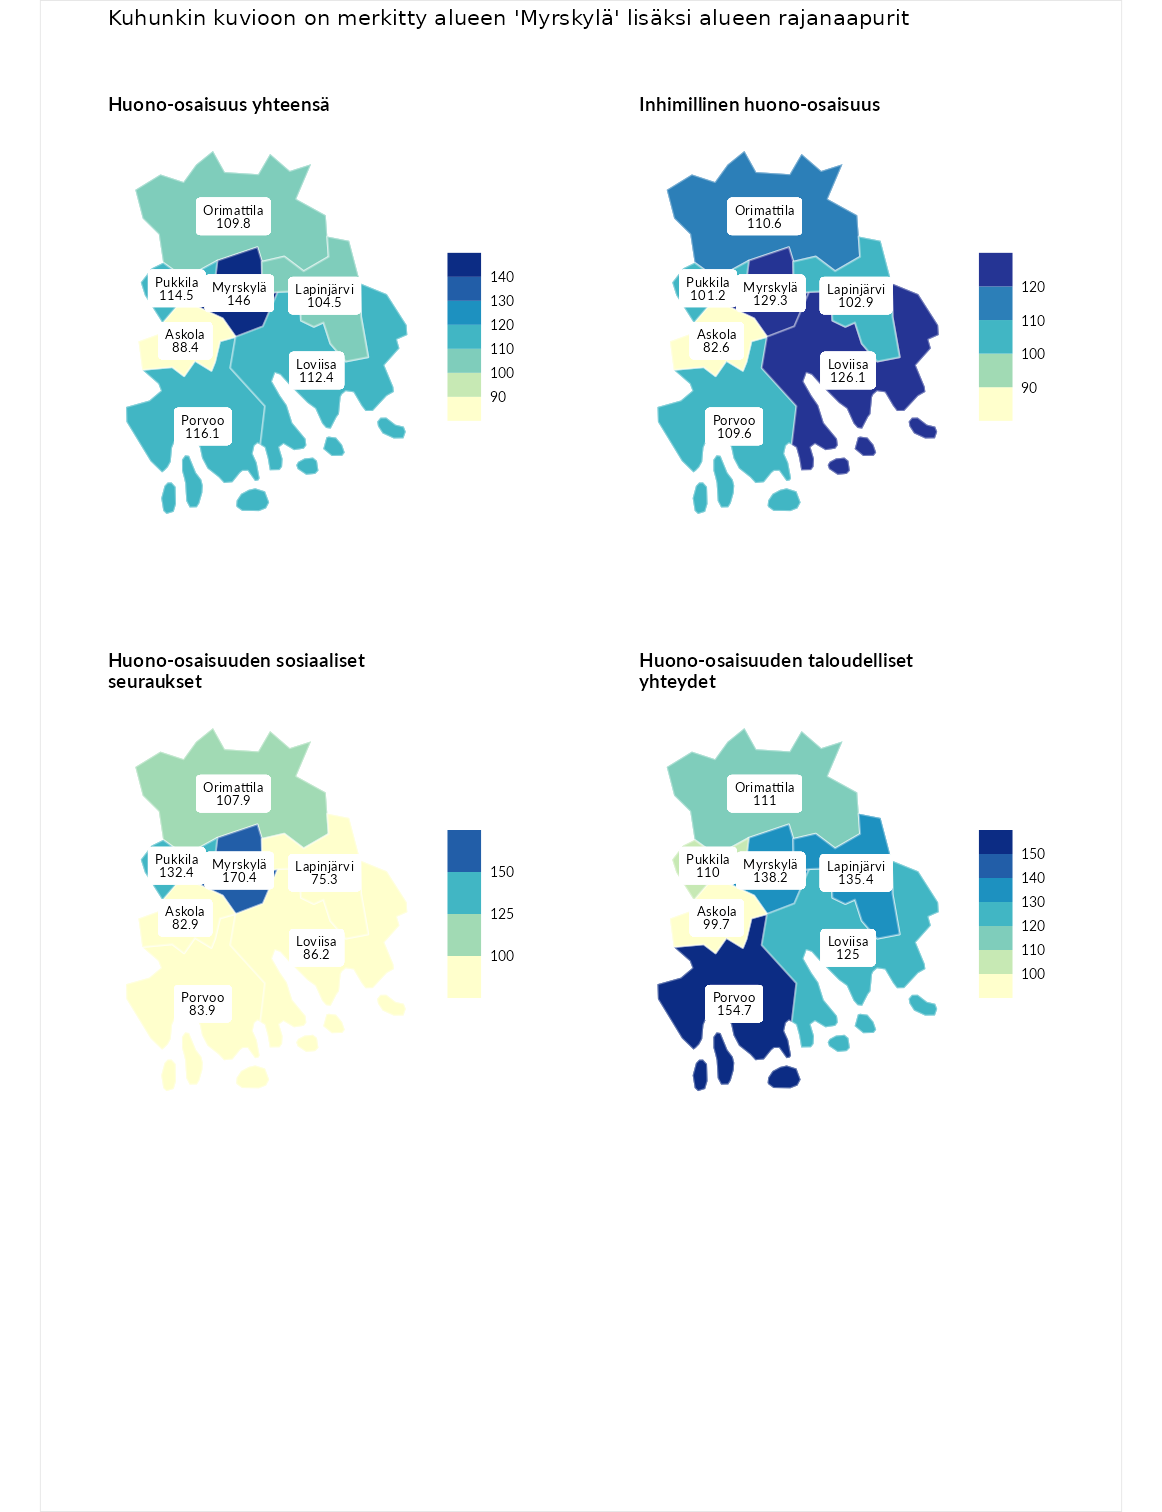 Kuhunkin kuvioon on merkitty alueen 'Myrskylä' lisäksi alueen rajanaapurit
Huono-osaisuus yhteensä
Orimattila
109.8
Pukkila
114.5
Myrskylä
146
Lapinjärvi
104.5
Askola
88.4
Loviisa
112.4
Porvoo
116.1
140
130
120
110
100
90
Inhimillinen huono-osaisuus
Orimattila
110.6
Pukkila
101.2
Myrskylä
129.3
Lapinjärvi
102.9
Askola
82.6
Loviisa
126.1
Porvoo
109.6
120
110
100
90
Huono-osaisuuden sosiaaliset
seuraukset
Orimattila
107.9
Pukkila
132.4
Myrskylä
170.4
Lapinjärvi
75.3
Askola
82.9
Loviisa
86.2
Porvoo
83.9
150
125
100
Huono-osaisuuden taloudelliset
yhteydet
Orimattila
111
Pukkila
110
Myrskylä
138.2
Lapinjärvi
135.4
Askola
99.7
Loviisa
125
Porvoo
154.7
150
140
130
120
110
100